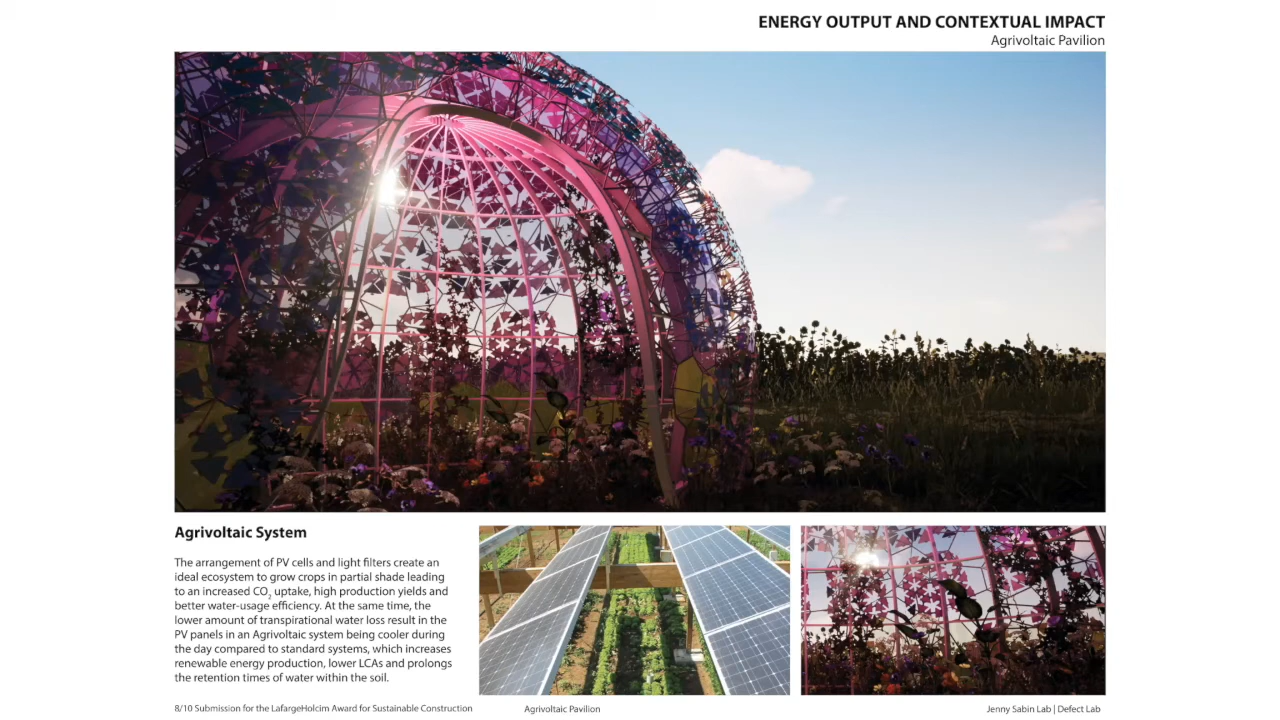 ENERGY OUTPUT AND CONTEXTUAL IMPACT
Agrivoltaic Pavilion
Agrivoltaic System
The arrangement of PV cells and light filters create an
ideal ecosystem to grow crops in partial shade leading
to an increased CO₂ uptake, high production yields and
better water-usage efficiency. At the same time, the
lower amount of transpirational water loss result in the
PV panels in an Agrivoltaic system being cooler during
the day compared to standard systems, which increases
renewable energy production, lower LCAs and prolongs
the retention times of water within the soil.
8/10 Submission for the LafargeHolcim Award for Sustainable Construction
Agrivoltaic Pavilion
Jenny Sabin Lab | Defect Lab